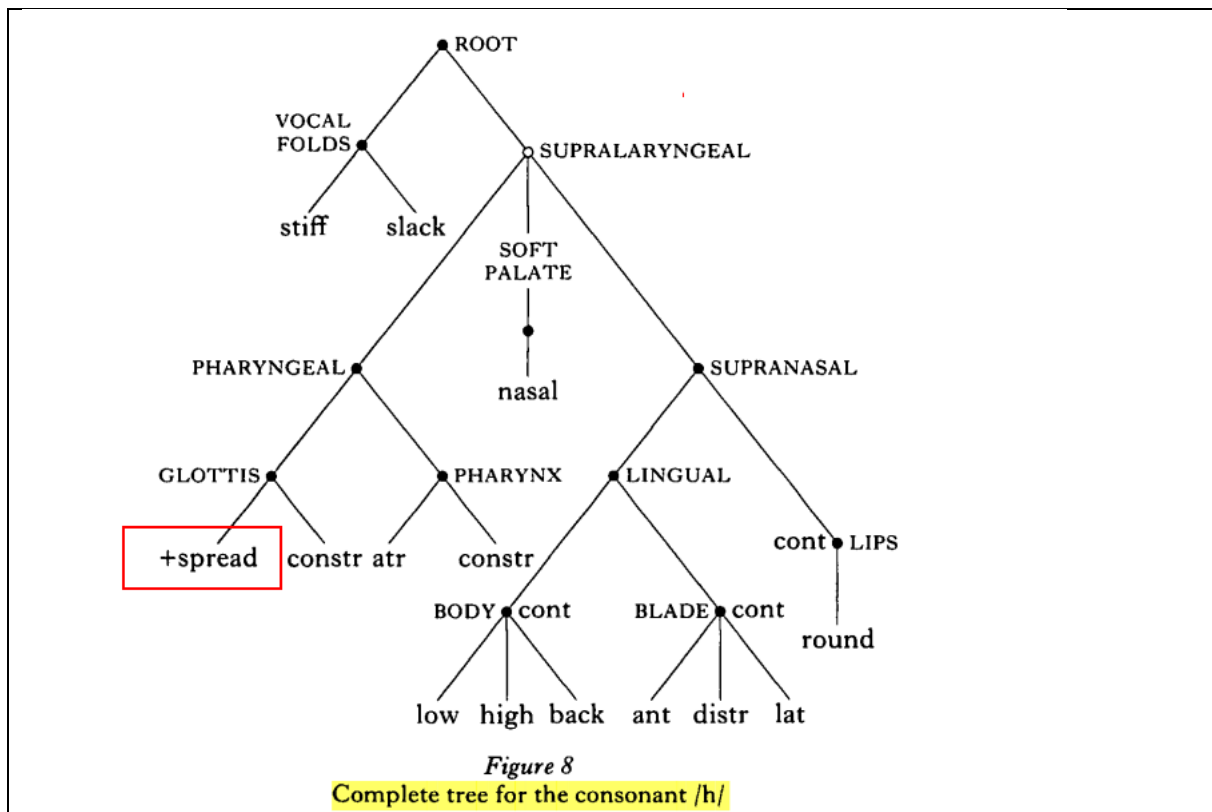 ROOT
VOCAL
FOLDS
SUPRALARYNGEAL
stiff slack
SOFT
PALATE
PHARYNGEAL
SUPRANASAL
nasal
GLOTTIS PHARYNX LINGUAL
cont LIPS
+spread constr atr constr
BODY cont BLADE cont
round
low high back ant distr lat
Figure 8
Complete tree for the consonant /h/